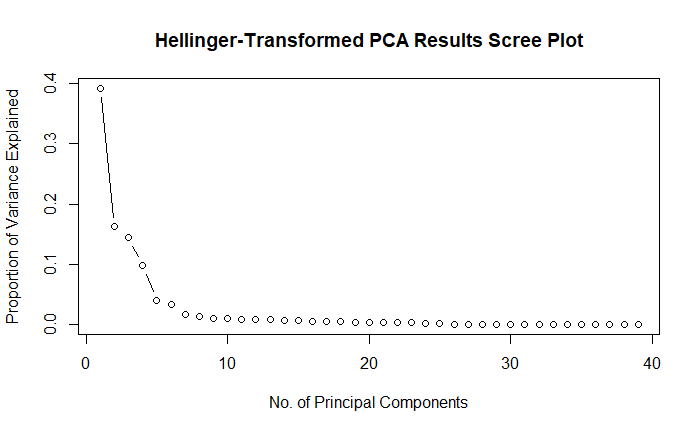 Hellinger-Transformed PCA Results Scree Plot
Proportion of Variance Explained
0.4
0.3
0.2
0.1
0.0
0 10 20 30 40
No. of Principal Components